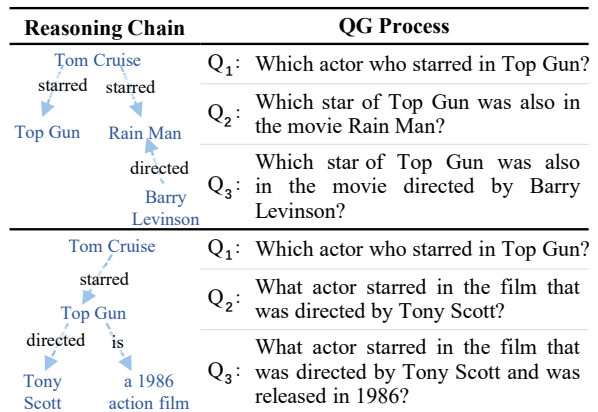 Reasoning Chain QG Process
Tom Cruise
starred starred
Top Gun Rain Man
directed
Barry
Levinson
Q1: Which actor who starred in Top Gun?
Q2: Which star of Top Gun was also in
the movie Rain Man?
Q3: Which star of Top Gun was also
in the movie directed by Barry
Levinson?
Tom Cruise
starred
Top Gun
directed is
Tony a 1986
Scott action film
Q1: Which actor who starred in Top Gun?
Q2: What actor starred in the film that
was directed by Tony Scott?
Q3: What actor starred in the film that
was directed by Tony Scott and was
released in 1986?